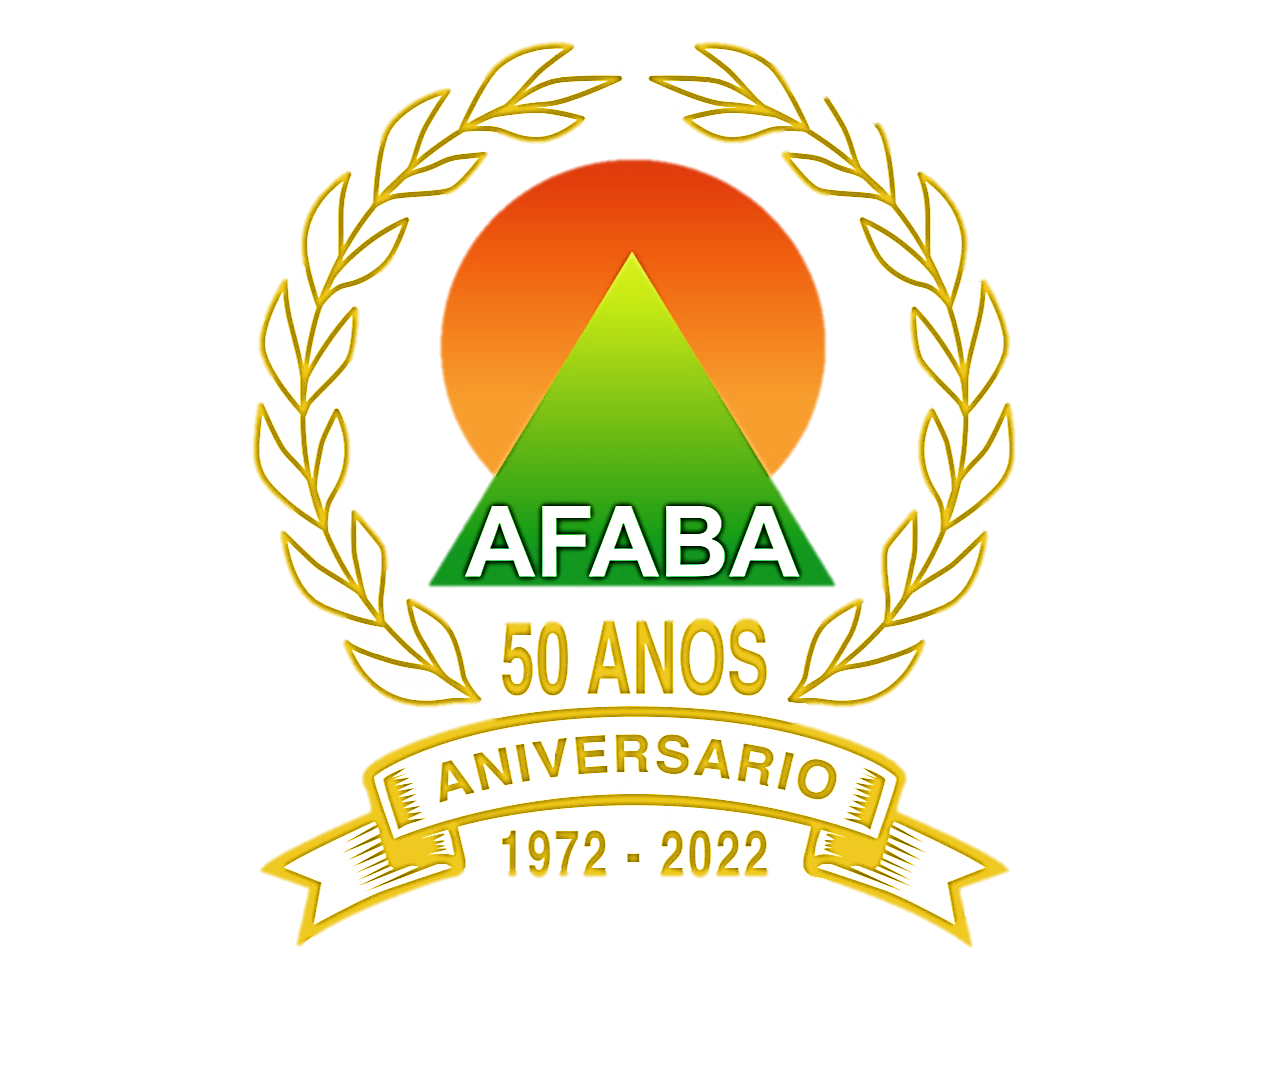 AFABA
50 ANOS
ANIVERSARIO
1972 - 2022